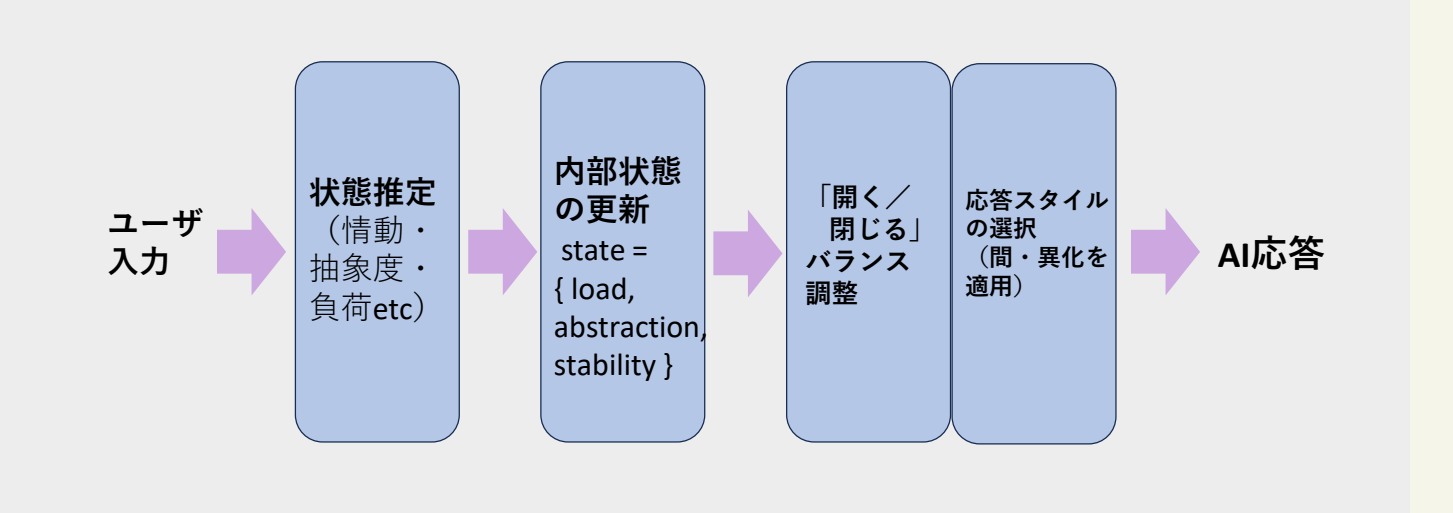 ユーザ
入力
状態推定
（情動・
抽象度・
負荷etc）
内部状態
の更新
state =
{ load,
abstraction,
stability }
「開く／
閉じる」
バランス
調整
応答スタイル
の選択
（間・異化を
適用）
AI応答